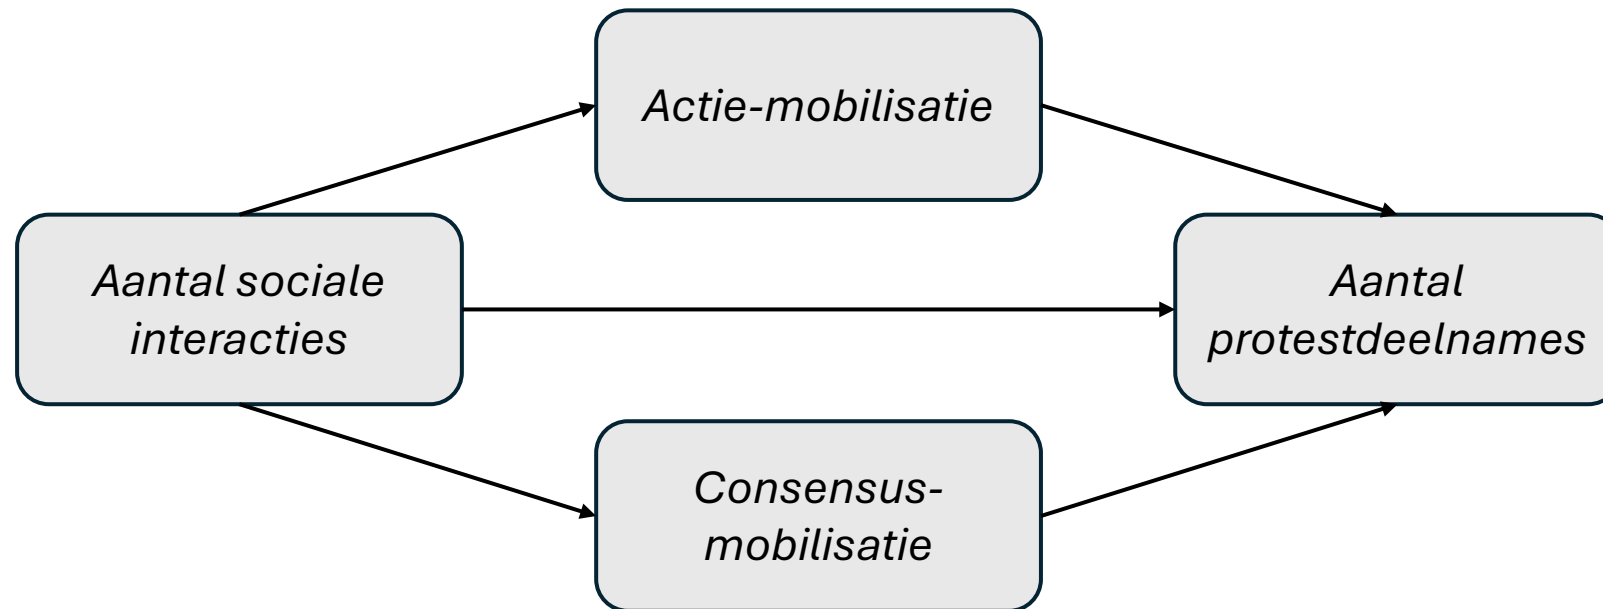 Actie-mobilisatie
Aantal sociale
interacties
Aantal
protestdeelnames
Consensus-
mobilisatie